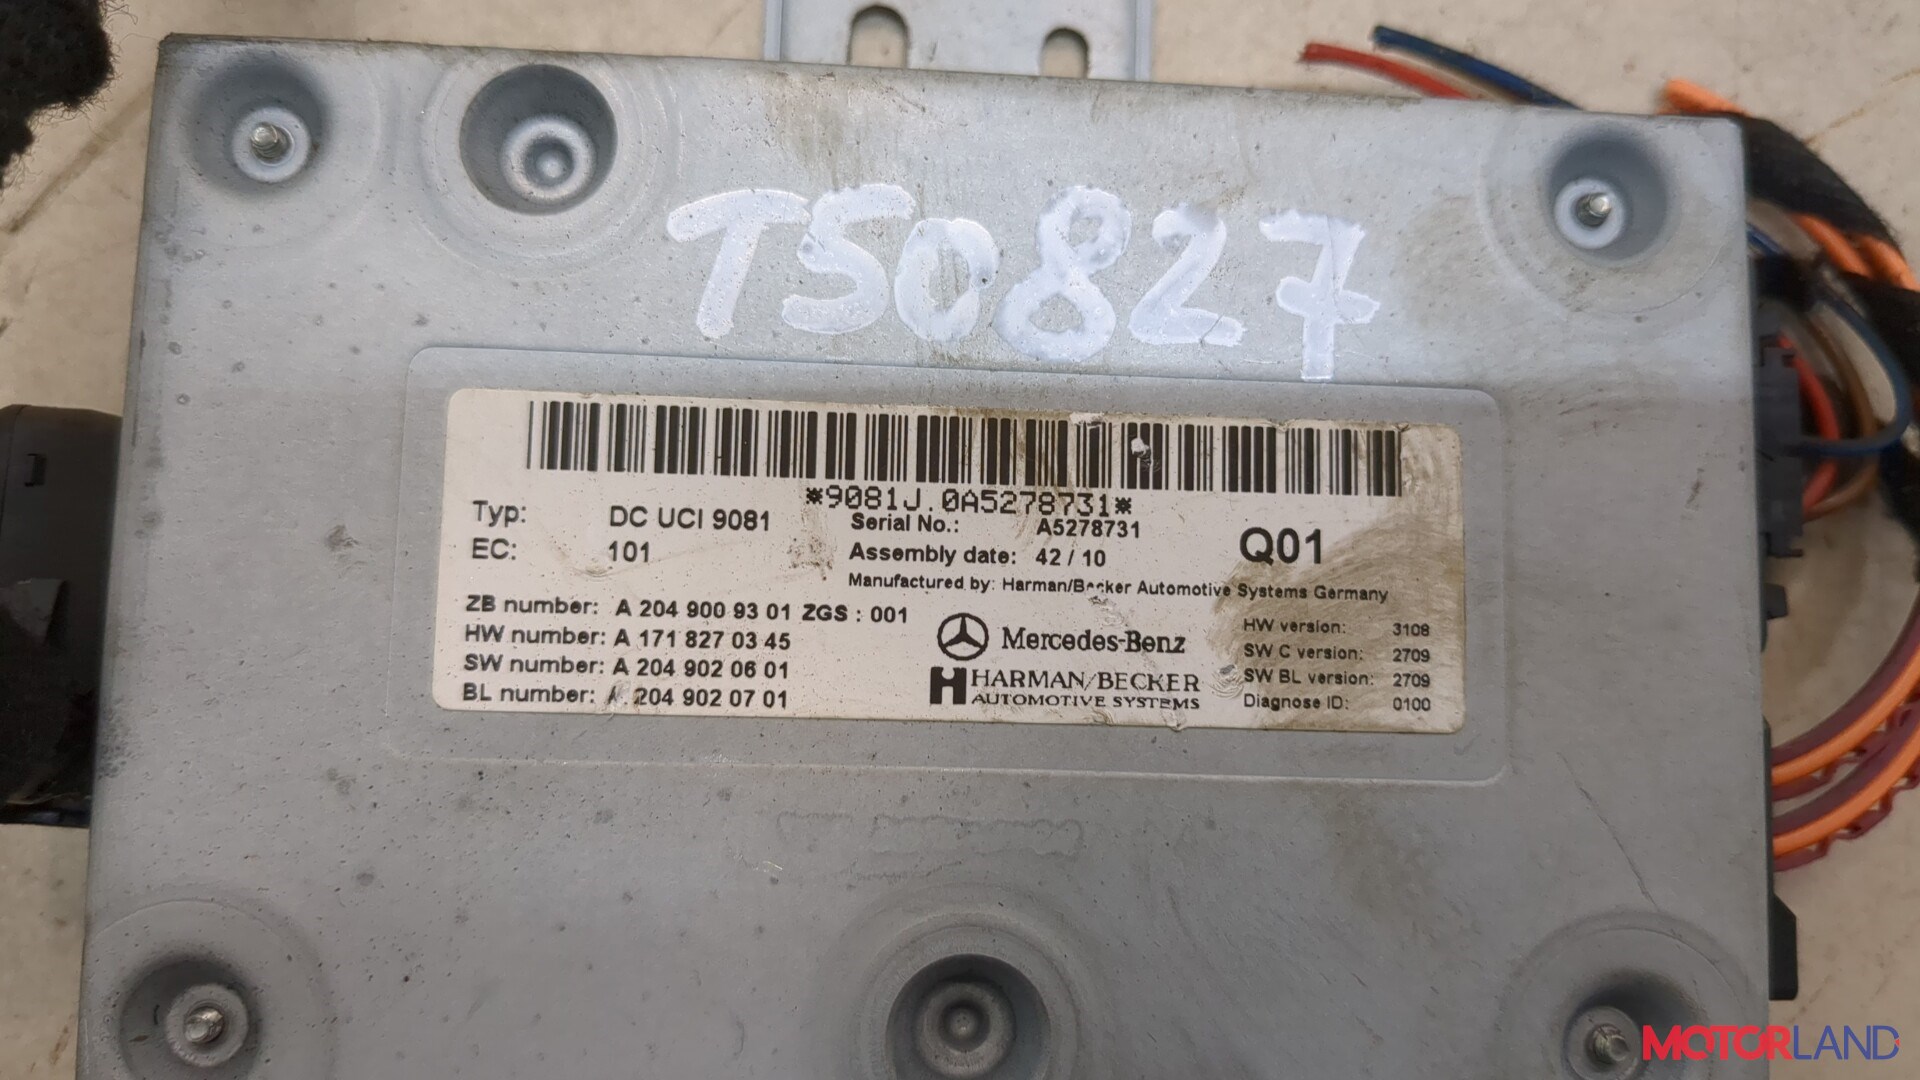 T50827
*9081J.0A5278731*
Typ: DC UCI 9081
EC: 101
Serial No.: A5278731
Assembly date: 42 / 10
Q01
Manufactured by: Harman/Becker Automotive Systems Germany
ZB number: A 204 900 93 01 ZGS : 001
HW number: A 171 827 03 45
SW number: A 204 902 06 01
BL number: A 204 902 07 01
Mercedes-Benz
HARMAN/BECKER
AUTOMOTIVE SYSTEMS
HW version: 3108
SW C version: 2709
SW BL version: 2709
Diagnose ID: 0100
MOTORLAND